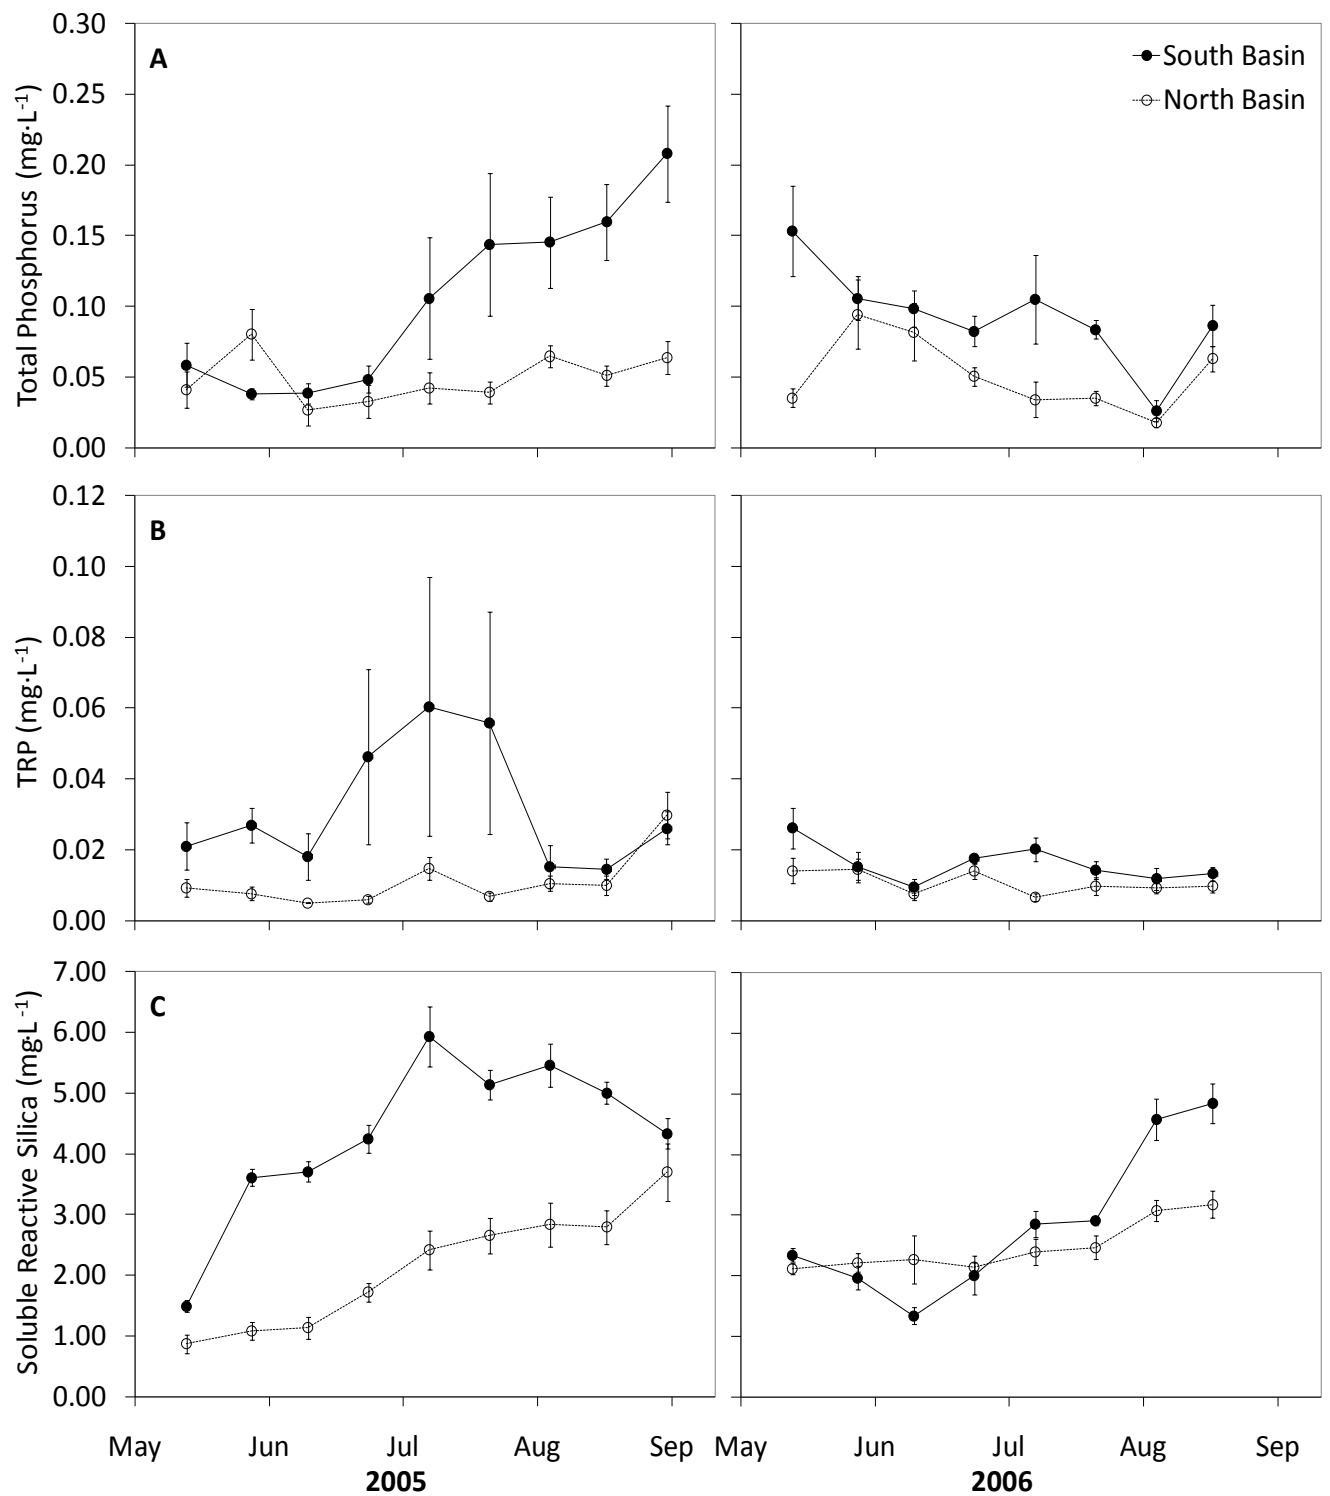 A
South Basin
North Basin
Total Phosphorus (mg·L-1)
0.30
0.25
0.20
0.15
0.10
0.05
0.00
B
TRP (mg·L-1)
0.12
0.10
0.08
0.06
0.04
0.02
0.00
C
Soluble Reactive Silica (mg·L-1)
7.00
6.00
5.00
4.00
3.00
2.00
1.00
0.00
May Jun Jul Aug Sep May Jun Jul Aug Sep
2005 2006